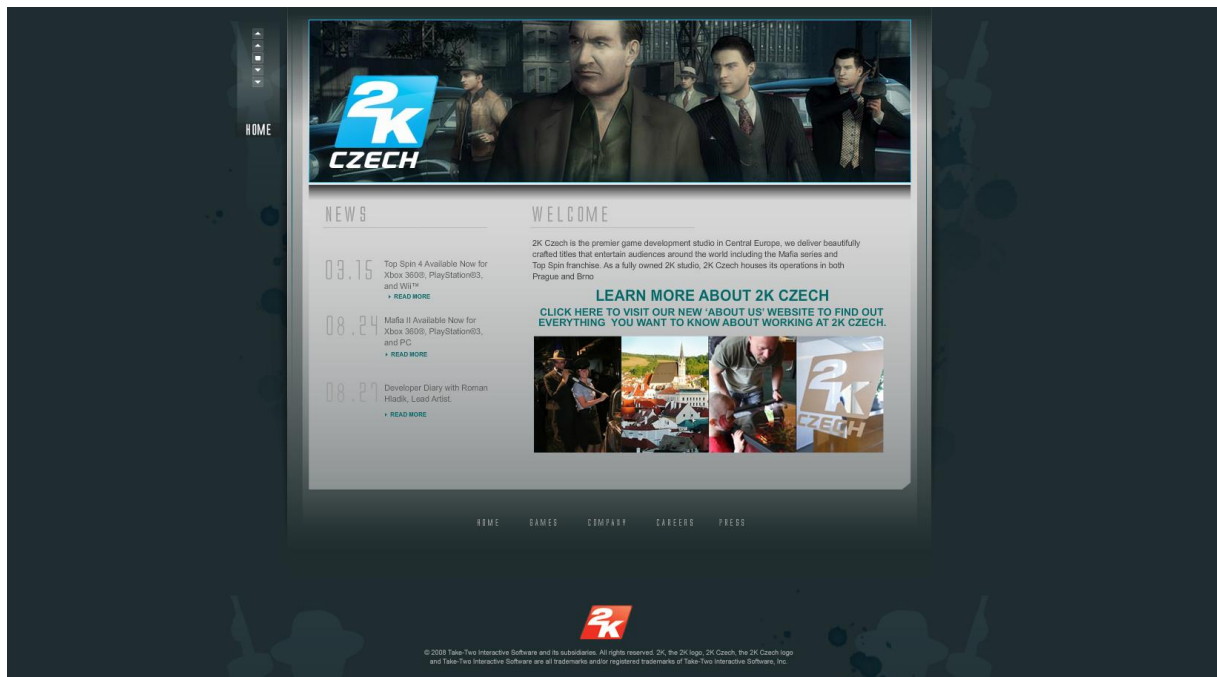 HOME
2K
CZECH
NEWS
03.15
Top Spin 4 Available Now for
Xbox 360®, PlayStation®3,
and Wii™
READ MORE
08.24
Mafia II Available Now for
Xbox 360®, PlayStation®3,
and PC
READ MORE
08.27
Developer Diary with Roman
Hladik, Lead Artist.
READ MORE
WELCOME
2K Czech is the premier game development studio in Central Europe, we deliver beautifully
crafted titles that entertain audiences around the world including the Mafia series and
Top Spin franchise. As a fully owned 2K studio, 2K Czech houses its operations in both
Prague and Brno
LEARN MORE ABOUT 2K CZECH
CLICK HERE TO VISIT OUR NEW 'ABOUT US' WEBSITE TO FIND OUT
EVERYTHING YOU WANT TO KNOW ABOUT WORKING AT 2K CZECH.
2K
CZECH
HOME GAMES COMPANY CAREERS PRESS
2K
© 2008 Take-Two Interactive Software and its subsidiaries. All rights reserved. 2K, the 2K logo, 2K Czech, the 2K Czech logo
and Take-Two Interactive Software are all trademarks and/or registered trademarks of Take-Two Interactive Software, Inc.